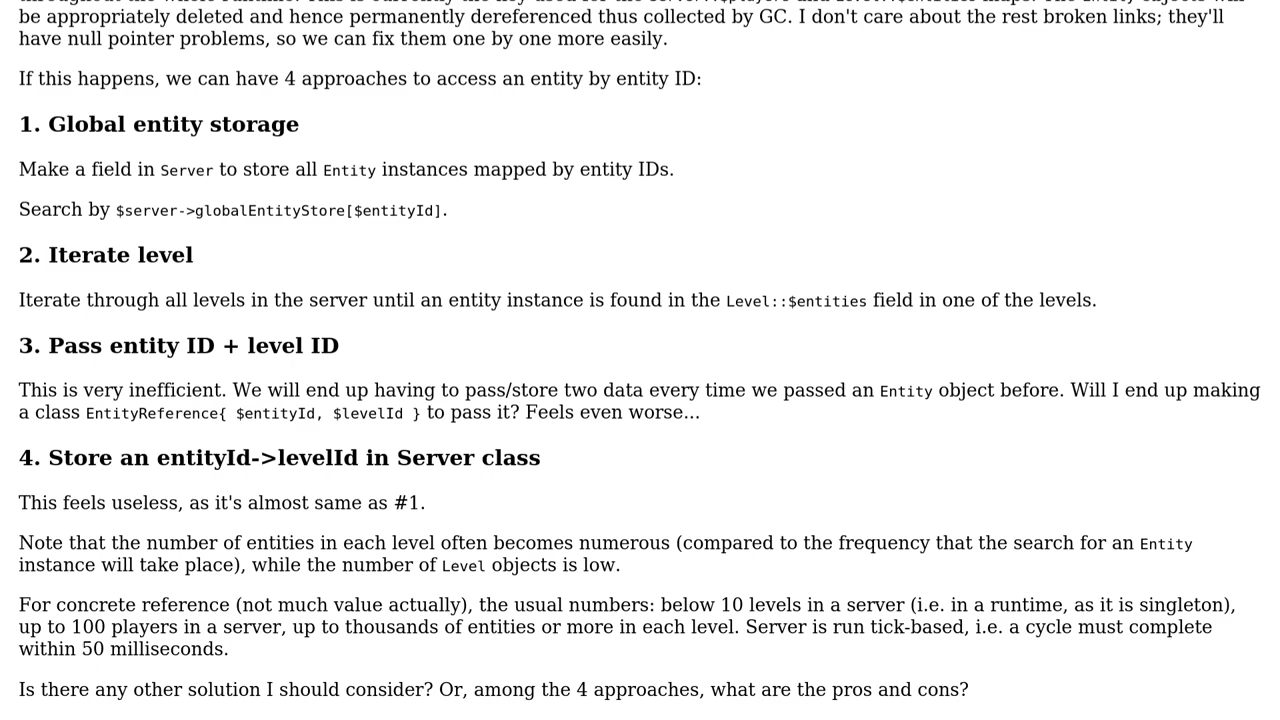 be appropriately deleted and hence permanently dereferenced thus collected by GC. I don't care about the rest broken links; they'll
have null pointer problems, so we can fix them one by one more easily.
If this happens, we can have 4 approaches to access an entity by entity ID:
1. Global entity storage
Make a field in Server to store all Entity instances mapped by entity IDs.
Search by $server->globalEntityStore[$entityId].
2. Iterate level
Iterate through all levels in the server until an entity instance is found in the Level::$entities field in one of the levels.
3. Pass entity ID + level ID
This is very inefficient. We will end up having to pass/store two data every time we passed an Entity object before. Will I end up making
a class EntityReference{ $entityId, $levelId } to pass it? Feels even worse...
4. Store an entityId->levelId in Server class
This feels useless, as it's almost same as #1.
Note that the number of entities in each level often becomes numerous (compared to the frequency that the search for an Entity
instance will take place), while the number of Level objects is low.
For concrete reference (not much value actually), the usual numbers: below 10 levels in a server (i.e. in a runtime, as it is singleton),
up to 100 players in a server, up to thousands of entities or more in each level. Server is run tick-based, i.e. a cycle must complete
within 50 milliseconds.
Is there any other solution I should consider? Or, among the 4 approaches, what are the pros and cons?